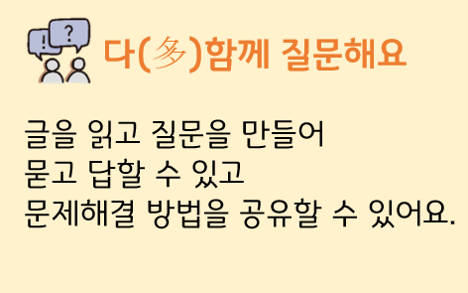 다(多)함께 질문해요
글을 읽고 질문을 만들어
묻고 답할 수 있고
문제해결 방법을 공유할 수 있어요.